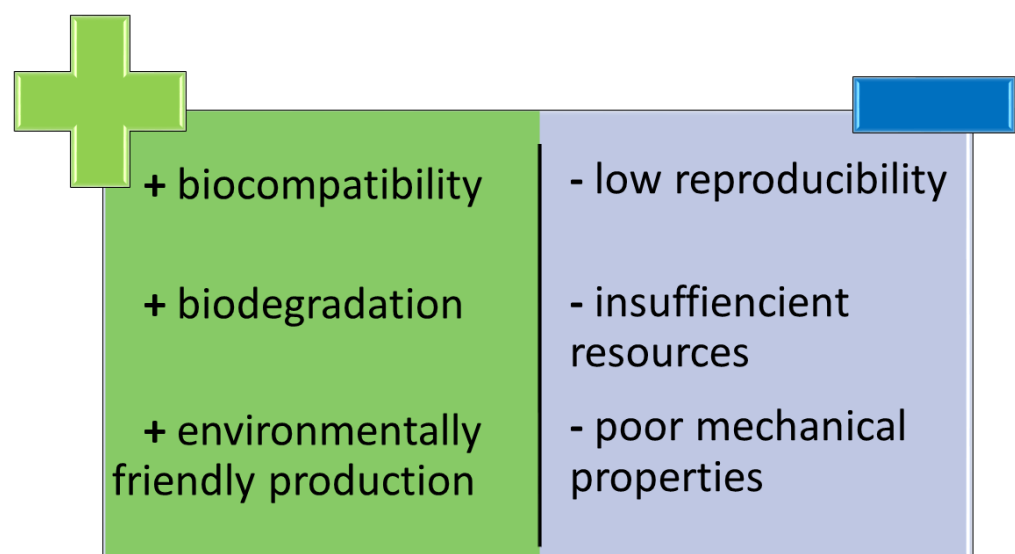 + biocompatibility
+ biodegradation
+ environmentally
friendly production
- low reproducibility
- insuffiencient
resources
- poor mechanical
properties